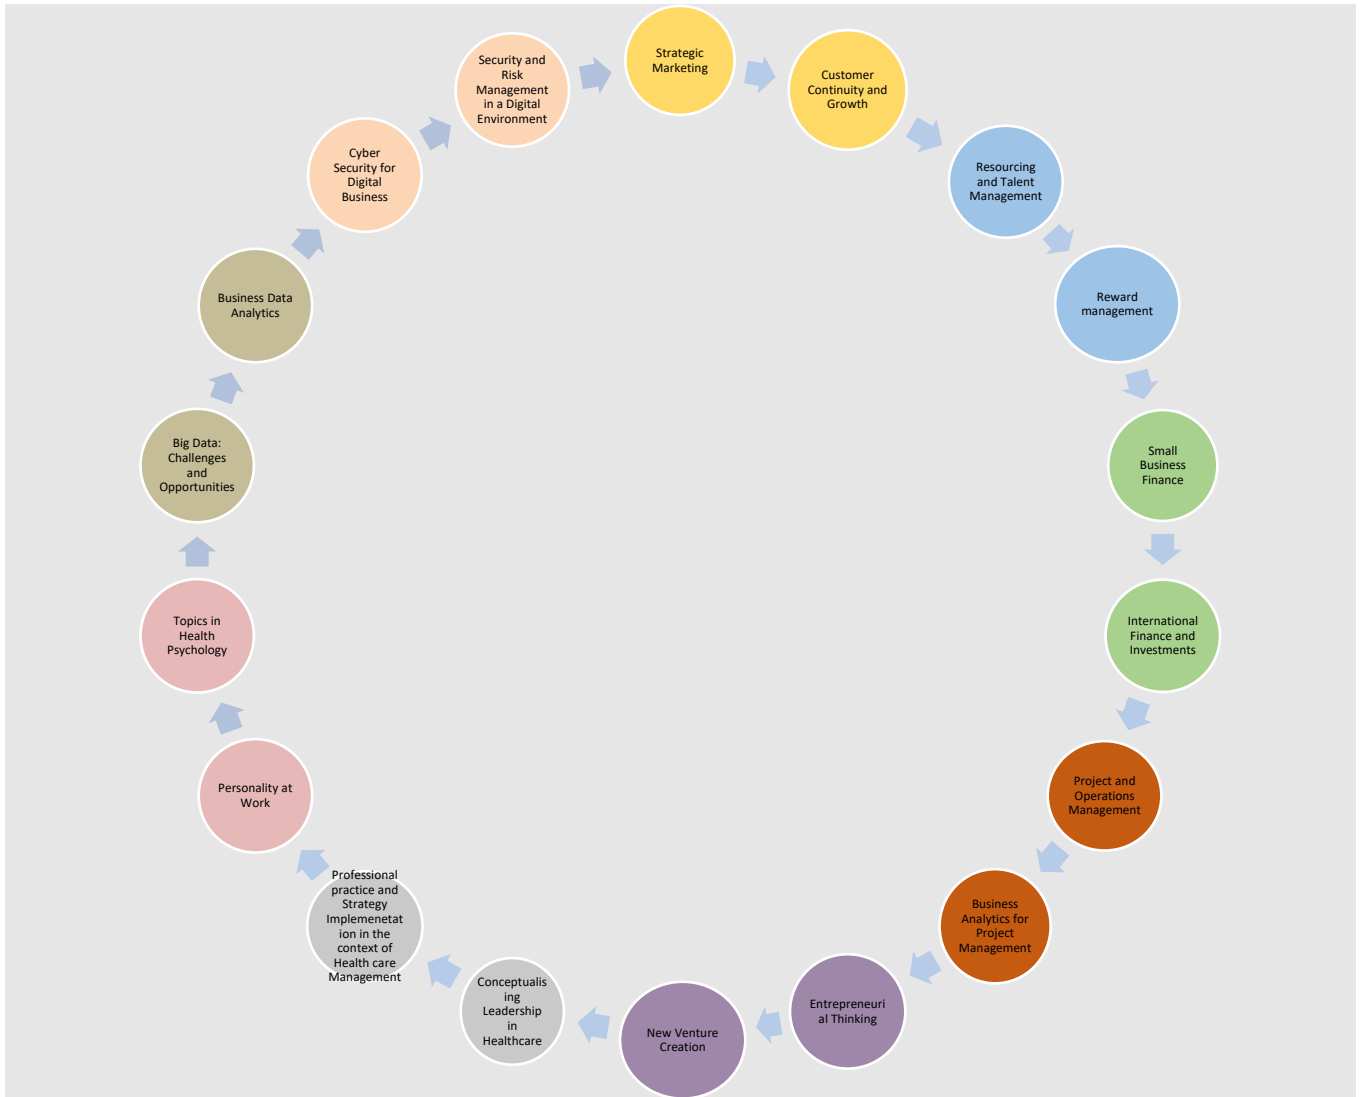 Strategic
Marketing
Customer
Continuity and
Growth
Resourcing
and Talent
Management
Reward
management
Small
Business
Finance
International
Finance and
Investments
Project and
Operations
Management
Business
Analytics for
Project
Management
Entrepreneuri
al Thinking
New Venture
Creation
Conceptualis
ing
Leadership
in
Healthcare
Professional
practice and
Strategy
Implemenetat
ion in the
context of
Health care
Management
Personality at
Work
Topics in
Health
Psychology
Big Data:
Challenges
and
Opportunities
Business Data
Analytics
Cyber
Security for
Digital
Business
Security and
Risk
Management
in a Digital
Environment